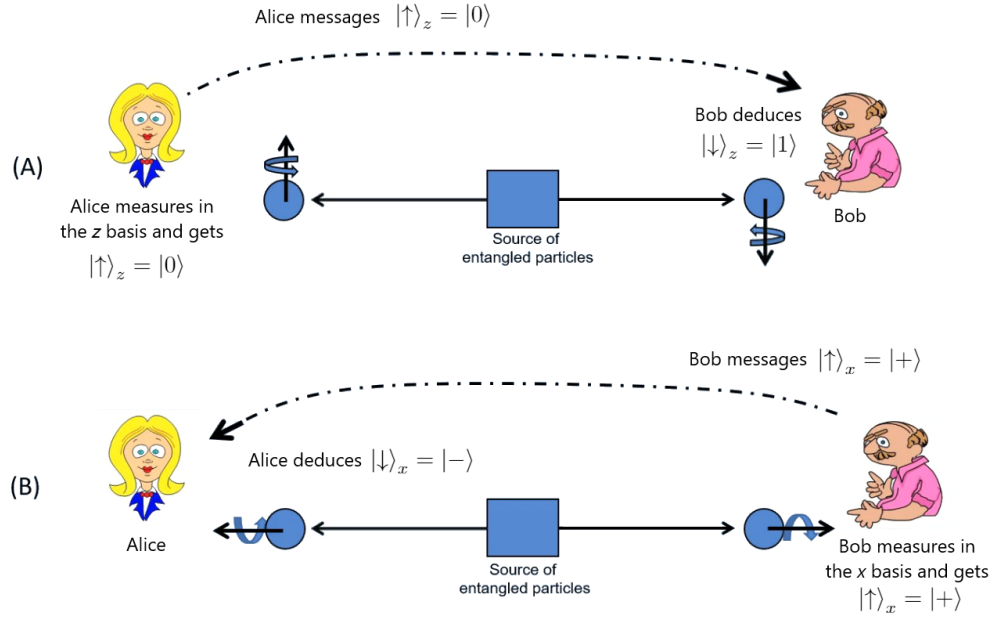 Alice messages |↑⟩_z = |0⟩
Bob deduces
|↓⟩_z = |1⟩
(A)
Alice measures in
the z basis and gets
|↑⟩_z = |0⟩
Source of
entangled particles
Bob
Bob messages |↑⟩_x = |+⟩
Alice deduces |↓⟩_x = |−⟩
(B)
Alice
Source of
entangled particles
Bob measures in
the x basis and gets
|↑⟩_x = |+⟩